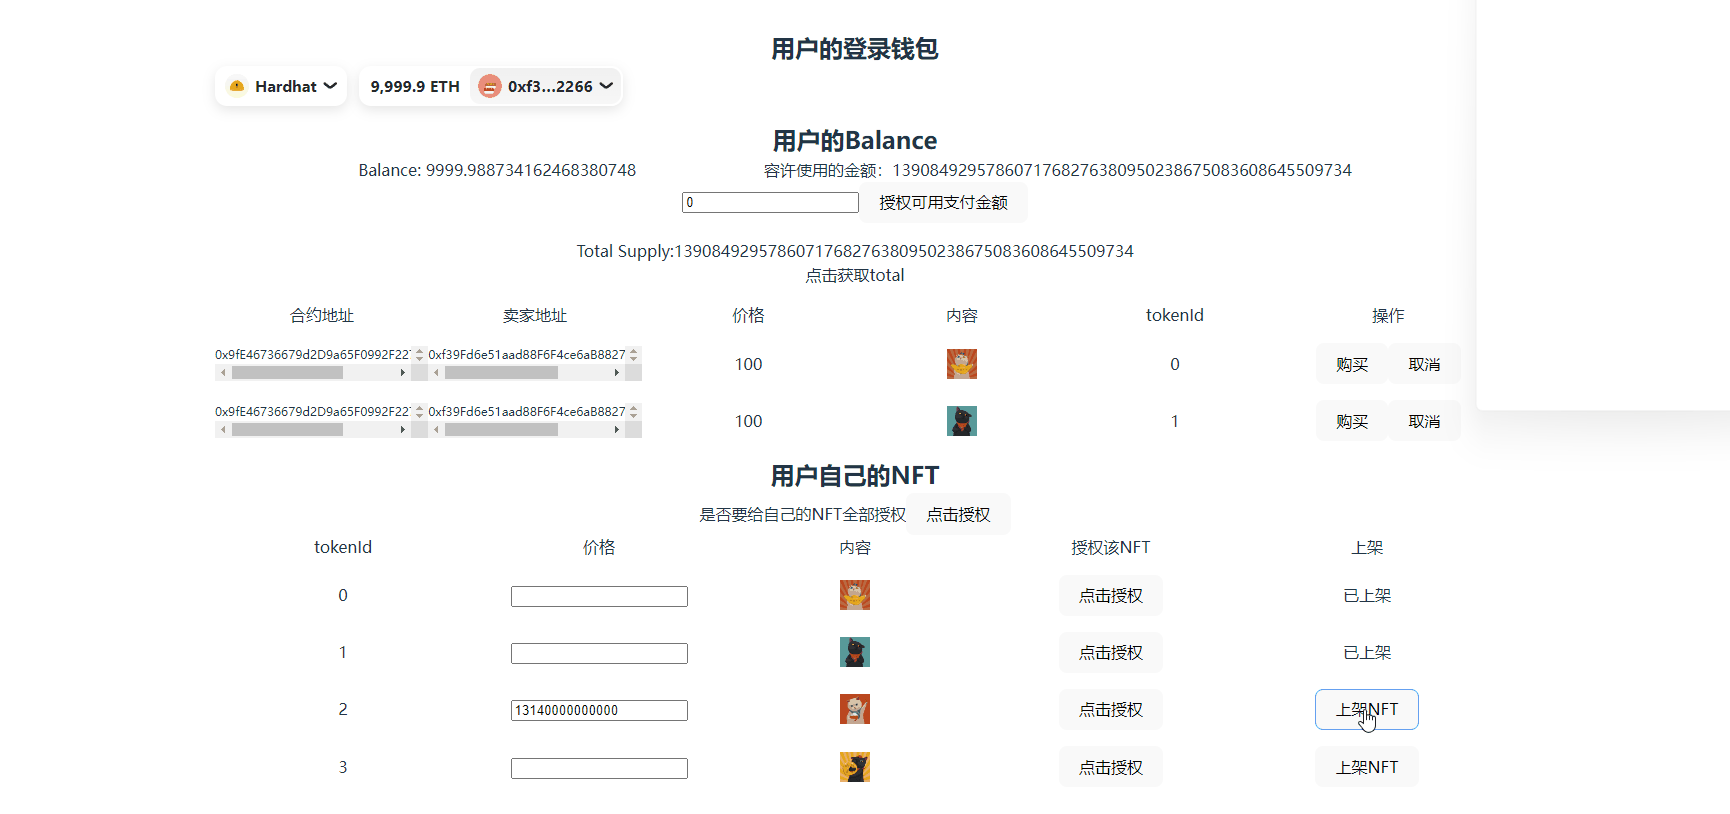 用户的登录钱包
Hardhat 9,999.9 ETH 0xf3...2266
用户的Balance
Balance: 9999.988734162468380748 容许使用的金额：1390849295786071768276380950238675083608645509734
0 授权可用支付金额
Total Supply:1390849295786071768276380950238675083608645509734
点击获取total
合约地址 卖家地址 价格 内容 tokenId 操作
0x9fE46736679d2D9a65F0992F227 0xf39Fd6e51aad88F6F4ce6aB8827 100 0 购买 取消
0x9fE46736679d2D9a65F0992F227 0xf39Fd6e51aad88F6F4ce6aB8827 100 1 购买 取消
用户自己的NFT
是否要给自己的NFT全部授权 点击授权
tokenId 价格 内容 授权该NFT 上架
0 点击授权 已上架
1 点击授权 已上架
2 13140000000000 点击授权 上架NFT
3 点击授权 上架NFT